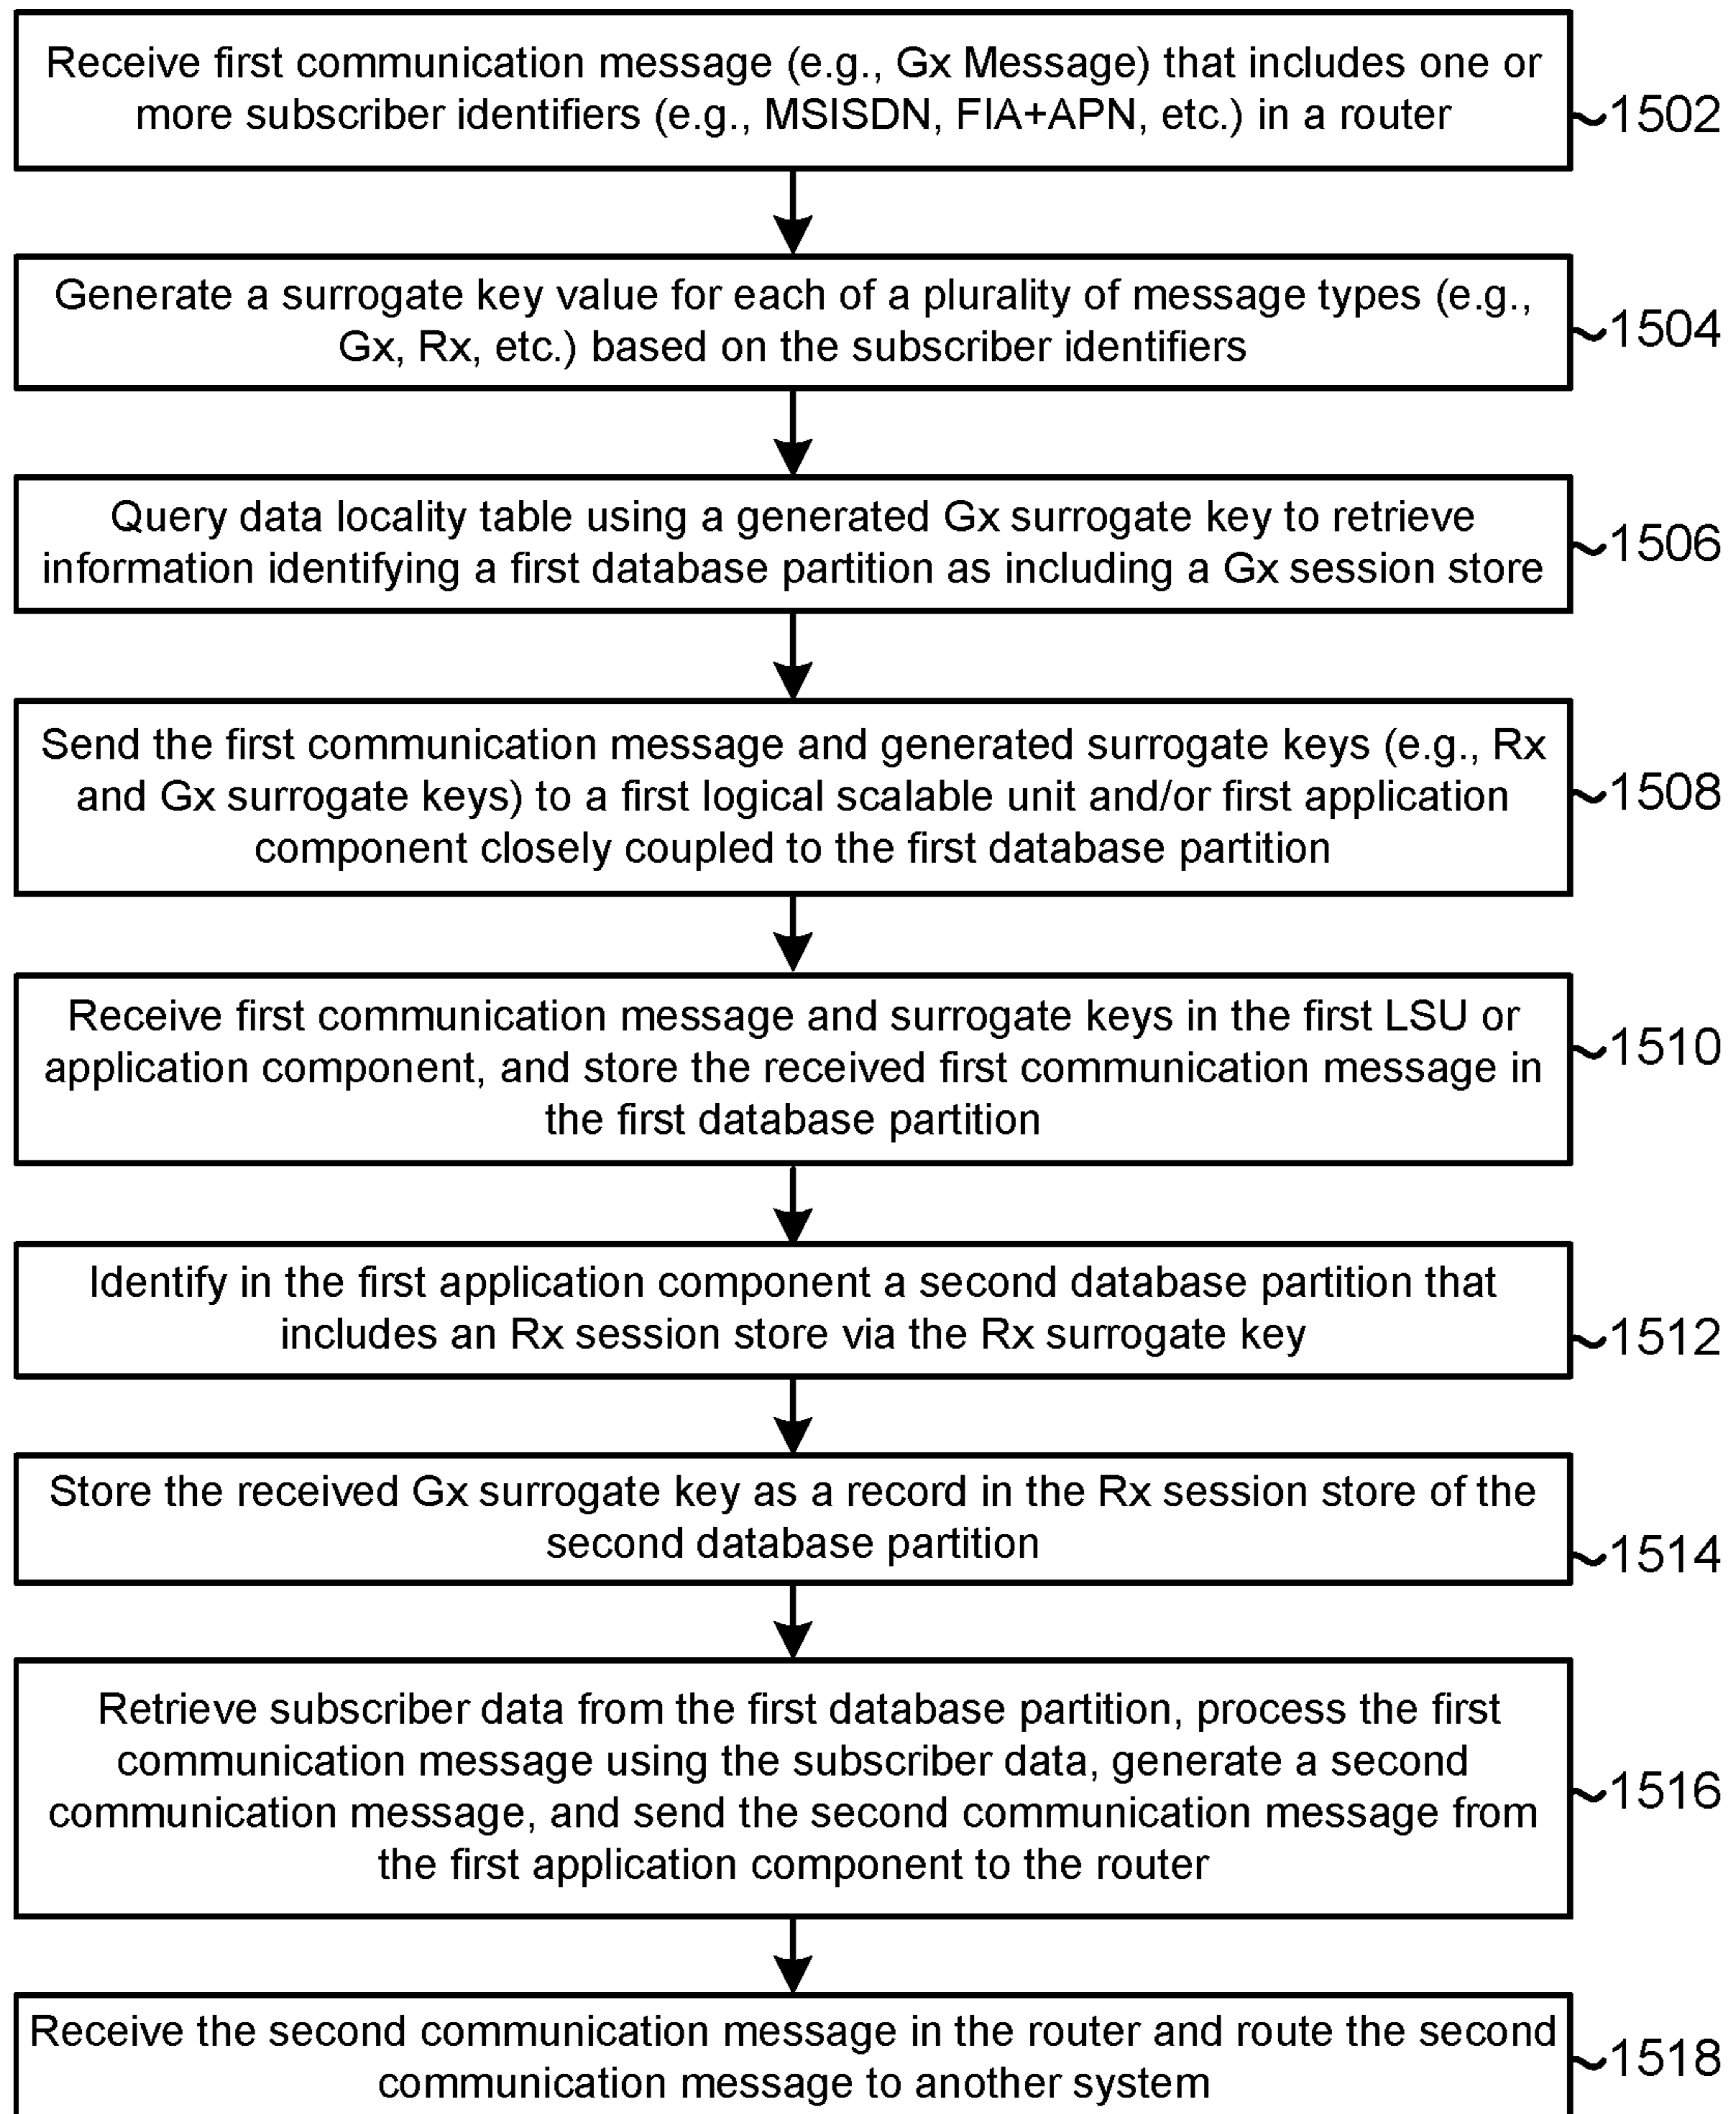 Receive first communication message (e.g., Gx Message) that includes one or
more subscriber identifiers (e.g., MSISDN, FIA+APN, etc.) in a router
1502
Generate a surrogate key value for each of a plurality of message types (e.g.,
Gx, Rx, etc.) based on the subscriber identifiers
1504
Query data locality table using a generated Gx surrogate key to retrieve
information identifying a first database partition as including a Gx session store
1506
Send the first communication message and generated surrogate keys (e.g., Rx
and Gx surrogate keys) to a first logical scalable unit and/or first application
component closely coupled to the first database partition
1508
Receive first communication message and surrogate keys in the first LSU or
application component, and store the received first communication message in
the first database partition
1510
Identify in the first application component a second database partition that
includes an Rx session store via the Rx surrogate key
1512
Store the received Gx surrogate key as a record in the Rx session store of the
second database partition
1514
Retrieve subscriber data from the first database partition, process the first
communication message using the subscriber data, generate a second
communication message, and send the second communication message from
the first application component to the router
1516
Receive the second communication message in the router and route the second
communication message to another system
1518